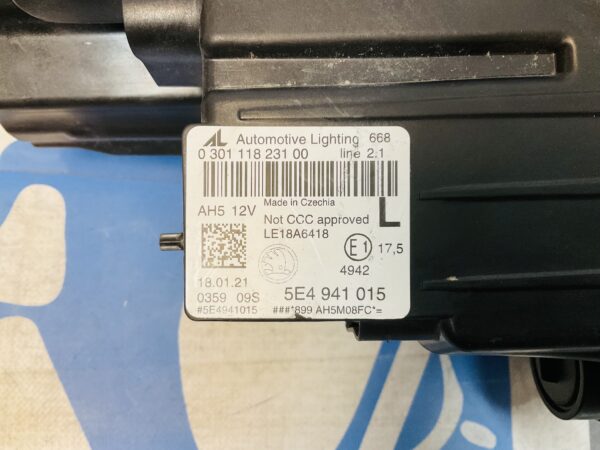 AL Automotive Lighting 668
0 301 118 231 00 line 2.1
Made in Czechia
AH5 12V Not CCC approved L
LE18A6418
E1 17,5
4942
18.01.21
0359 09S 5E4 941 015
#5E4941015 ###*899 AH5M08FC*=